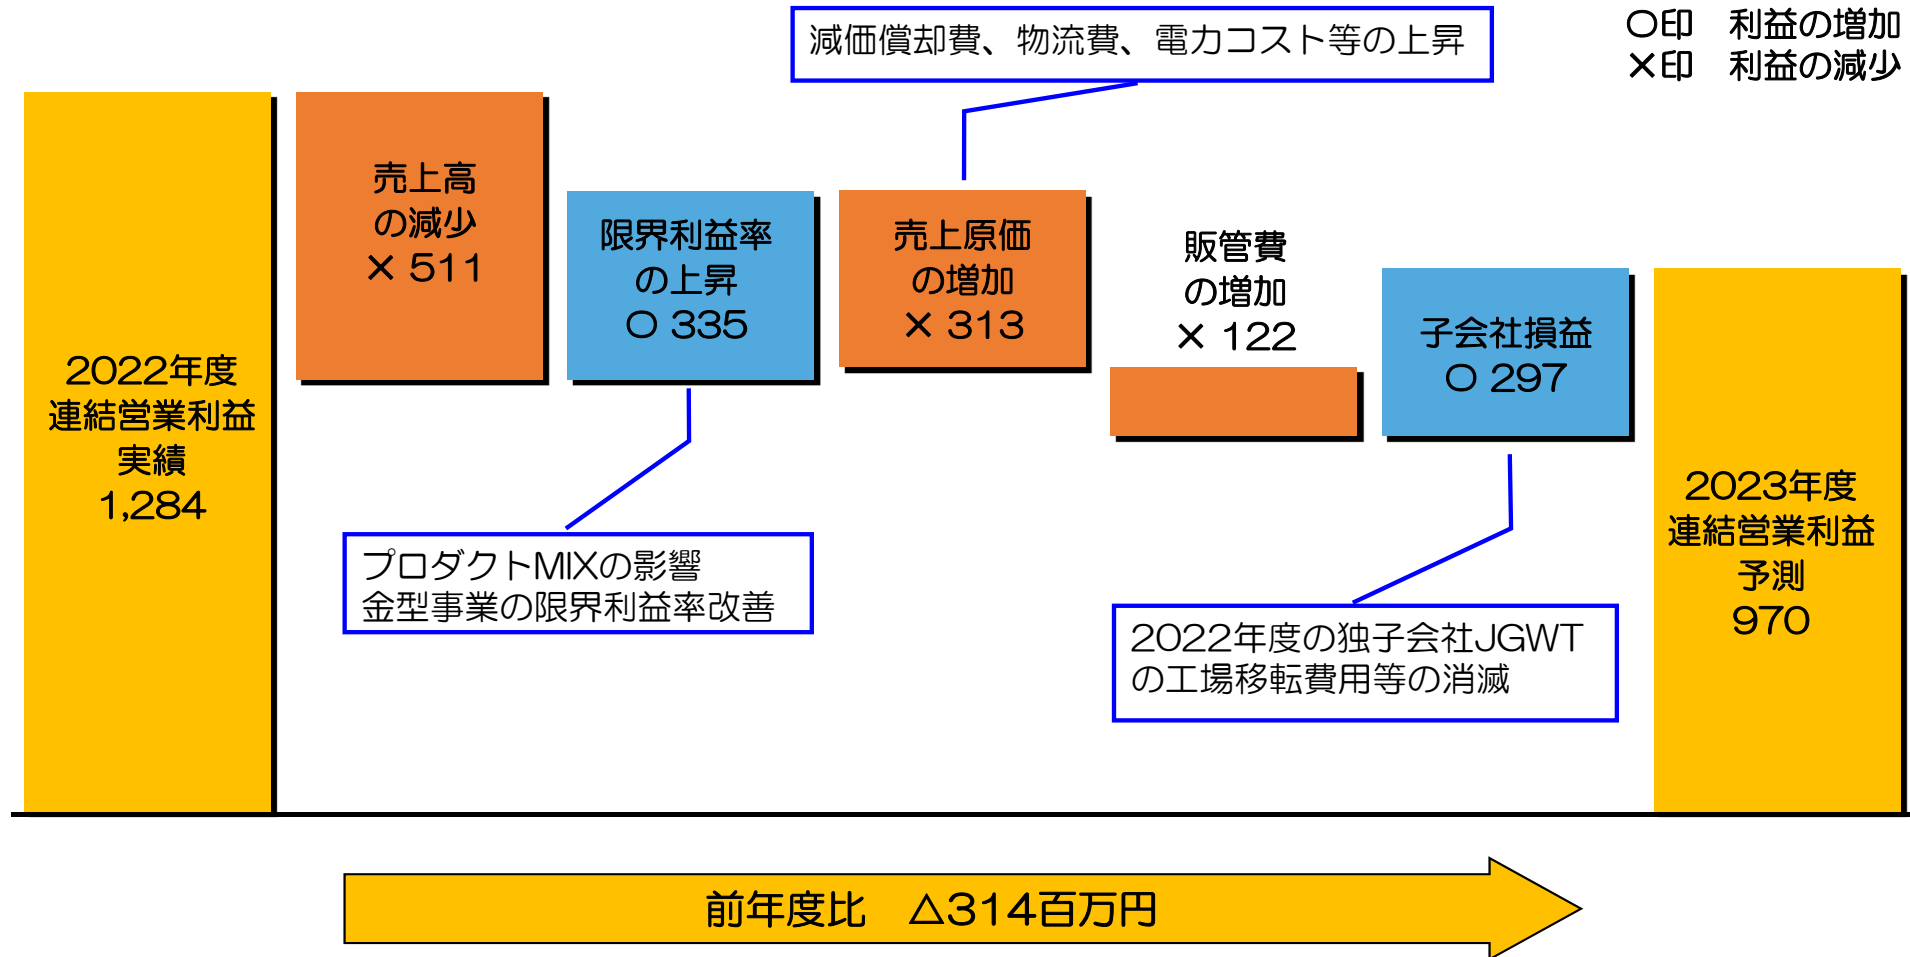 減価償却費、物流費、電力コスト等の上昇
〇印　利益の増加
×印　利益の減少
2022年度
連結営業利益
実績
1,284
売上高
の減少
× 511
限界利益率
の上昇
〇 335
売上原価
の増加
× 313
販管費
の増加
× 122
子会社損益
〇 297
2023年度
連結営業利益
予測
970
プロダクトMIXの影響
金型事業の限界利益率改善
2022年度の独子会社JGWT
の工場移転費用等の消滅
前年度比　△314百万円